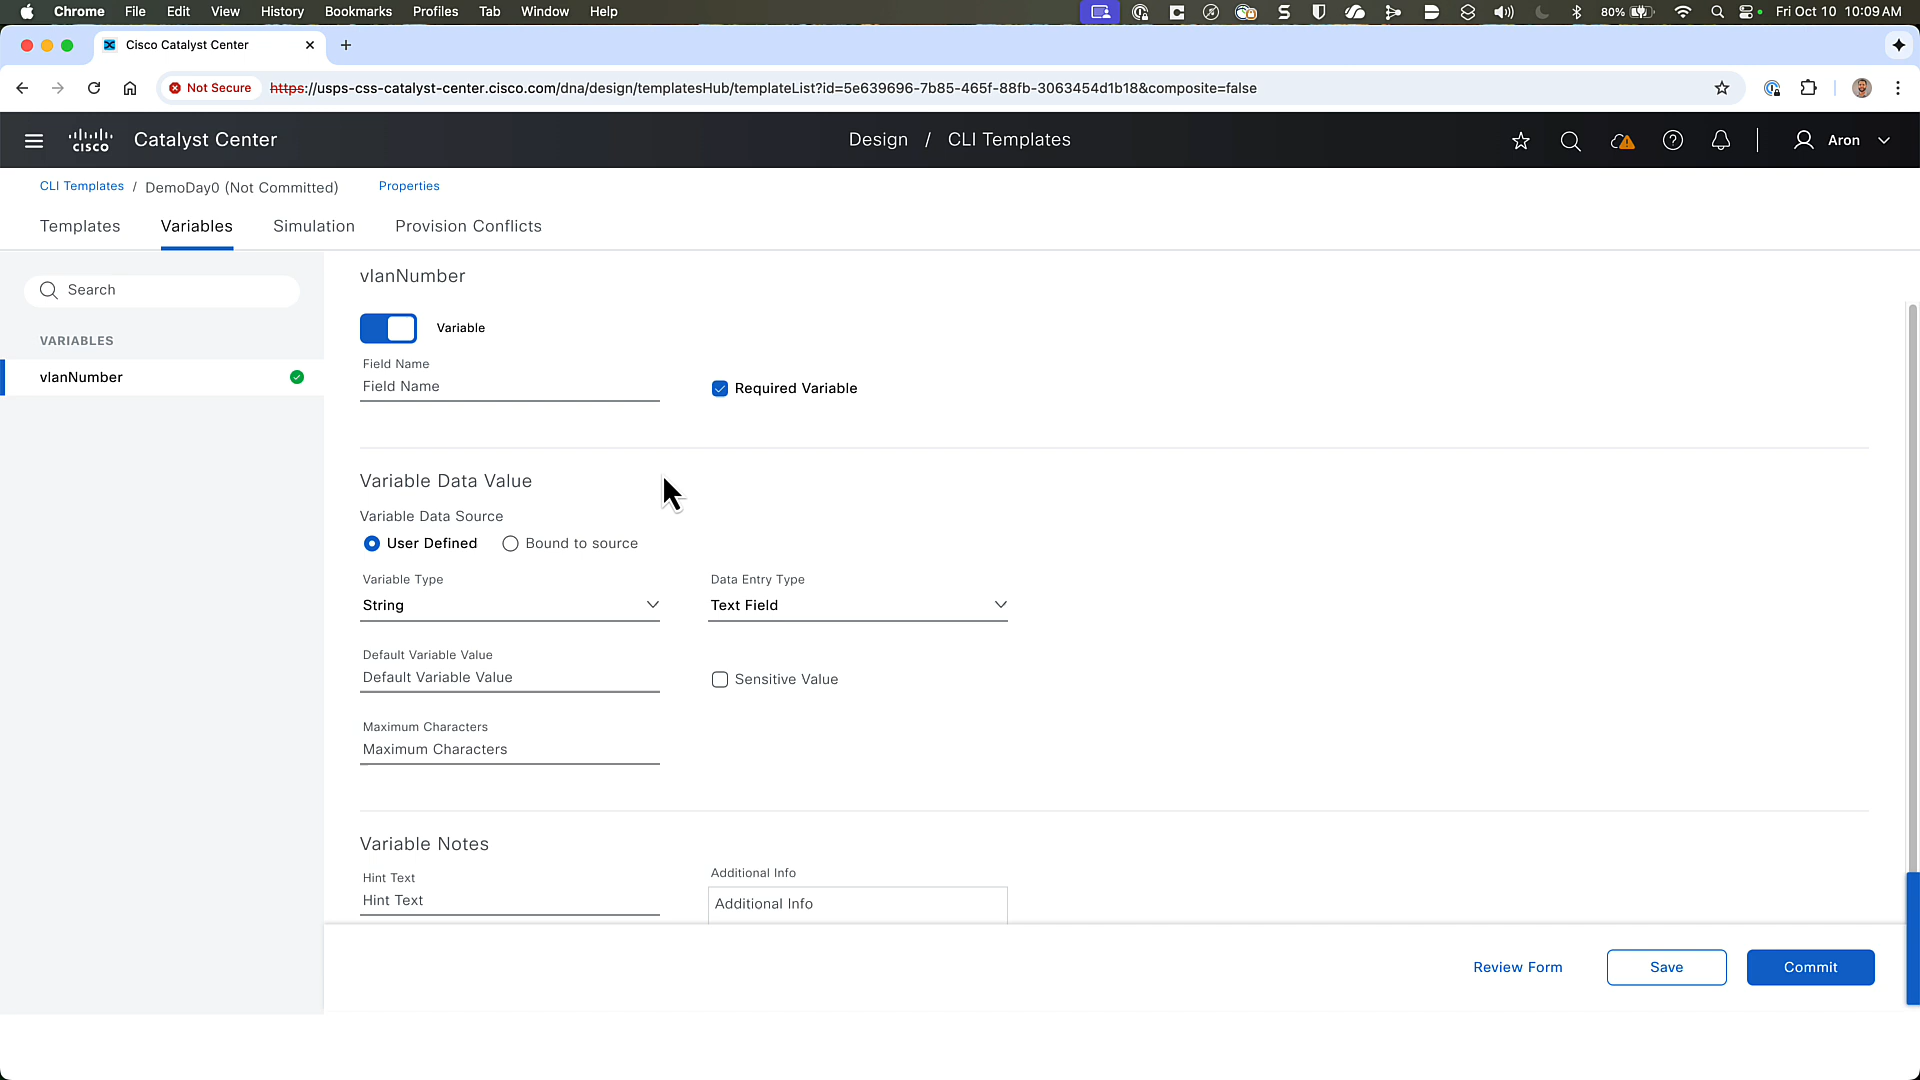 Chrome File Edit View History Bookmarks Profiles Tab Window Help 80% Fri Oct 10 10:09 AM
Cisco Catalyst Center
Not Secure https://usps-css-catalyst-center.cisco.com/dna/design/templatesHub/templateList?id=5e639696-7b85-465f-88fb-3063454d1b18&composite=false
cisco Catalyst Center Design / CLI Templates Aron
CLI Templates / DemoDay0 (Not Committed) Properties
Templates Variables Simulation Provision Conflicts
Search
VARIABLES
vlanNumber
vlanNumber
Variable
Field Name
Field Name
Required Variable
Variable Data Value
Variable Data Source
User Defined Bound to source
Variable Type Data Entry Type
String Text Field
Default Variable Value
Default Variable Value
Sensitive Value
Maximum Characters
Maximum Characters
Variable Notes
Hint Text Additional Info
Hint Text Additional Info
Review Form Save Commit